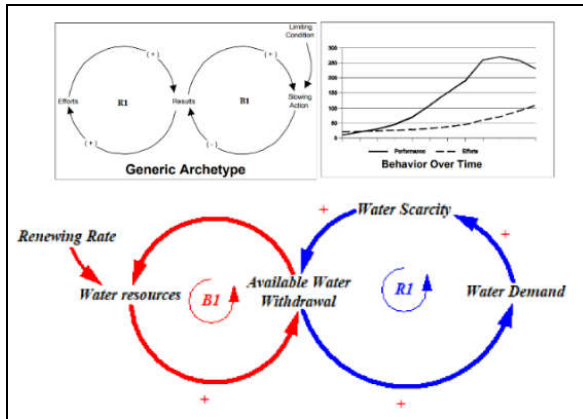 Limiting
Condition
( + )
( + )
Efforts
R1
Results
B1
Slowing
Action
( + )
( - )
Generic Archetype
300
250
200
150
100
50
0
Performance
Efforts
Behavior Over Time
+
Water Scarcity
+
Renewing Rate
Water resources
B1
Available Water
Withdrawal
R1
Water Demand
+
+